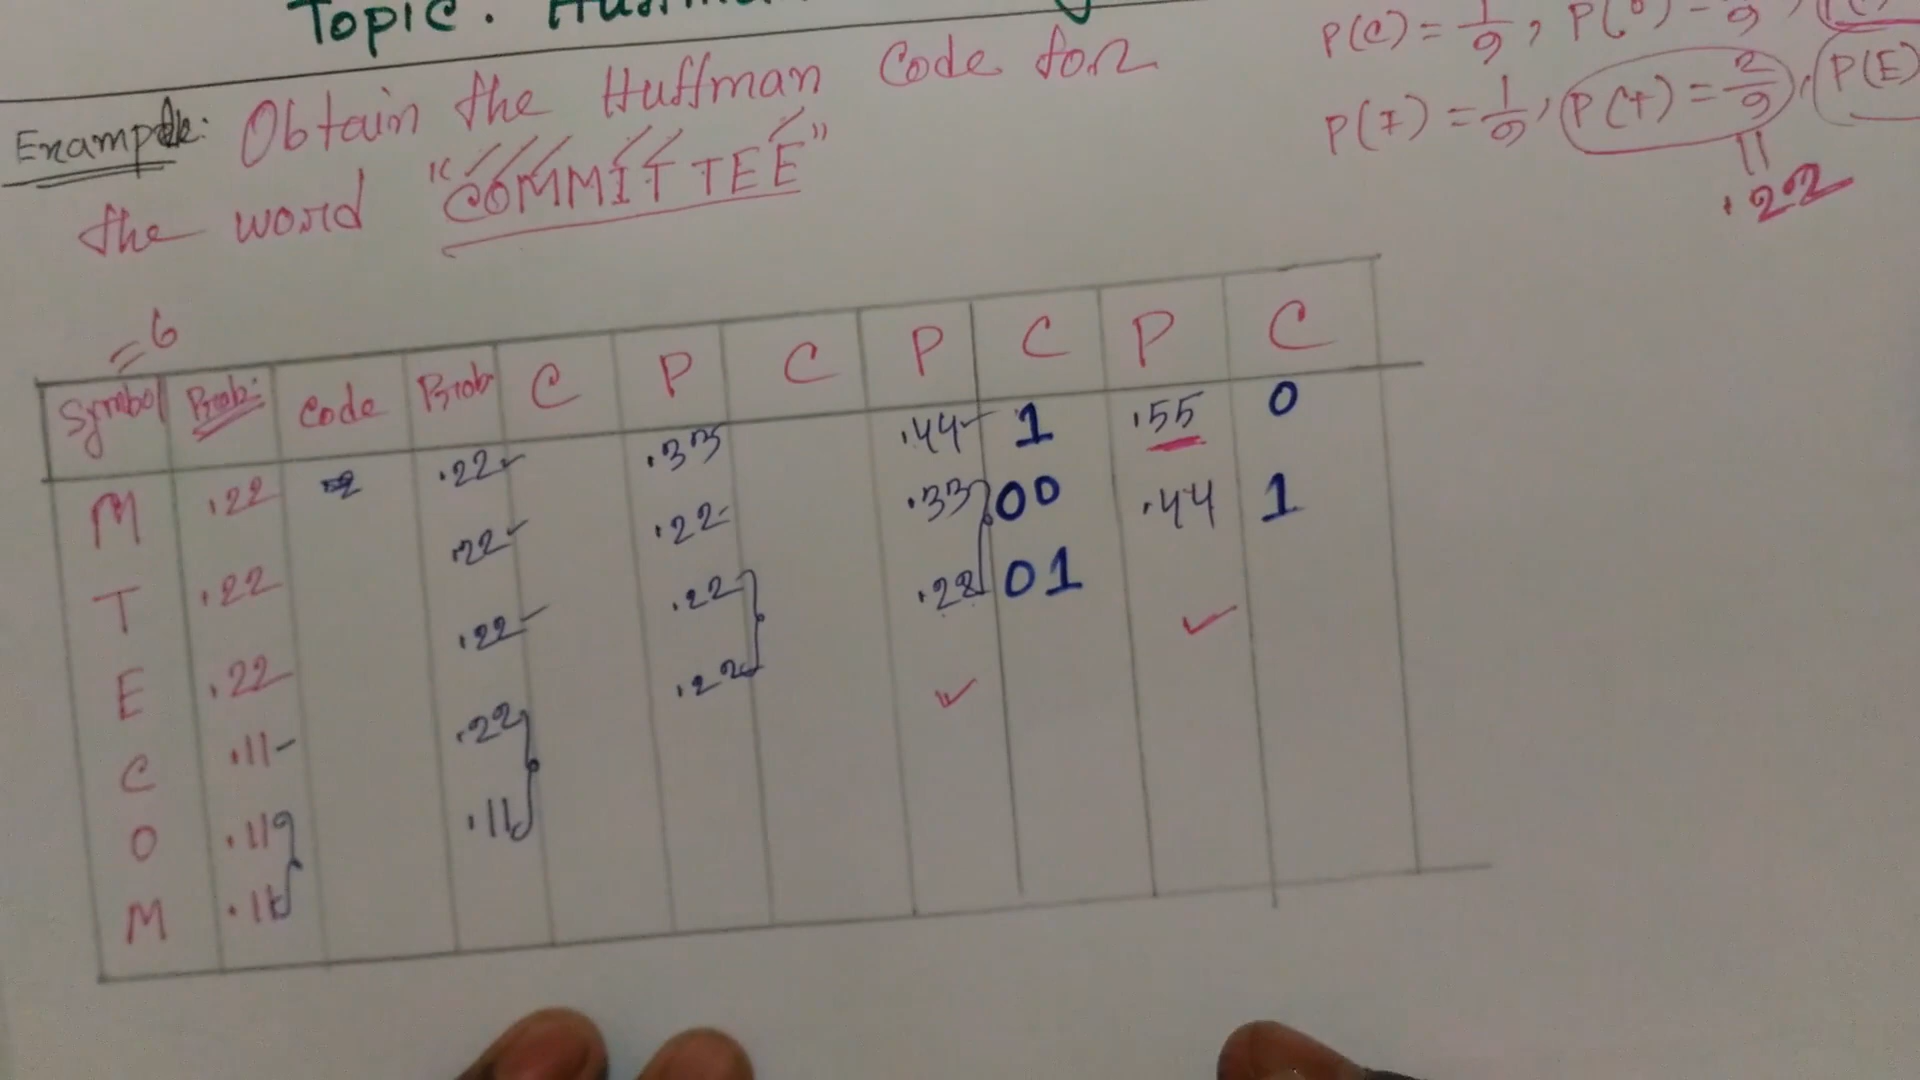 Topic:
P(C) = 1/9, P(O) = 
Example: Obtain the Huffman Code for
P(I) = 1/9, P(T) = 2/9, P(E)
the word "COMMITTEE"
.22
=6
Symbol Prob: Code Prob C P C P C P C
M .22 .22 .33 .44 1 .55 0
T .22 .22 .22 .33 00 .44 1
E .22 .22 .22 .22 01
C .11 .22 .22
O .11 .11
M .11